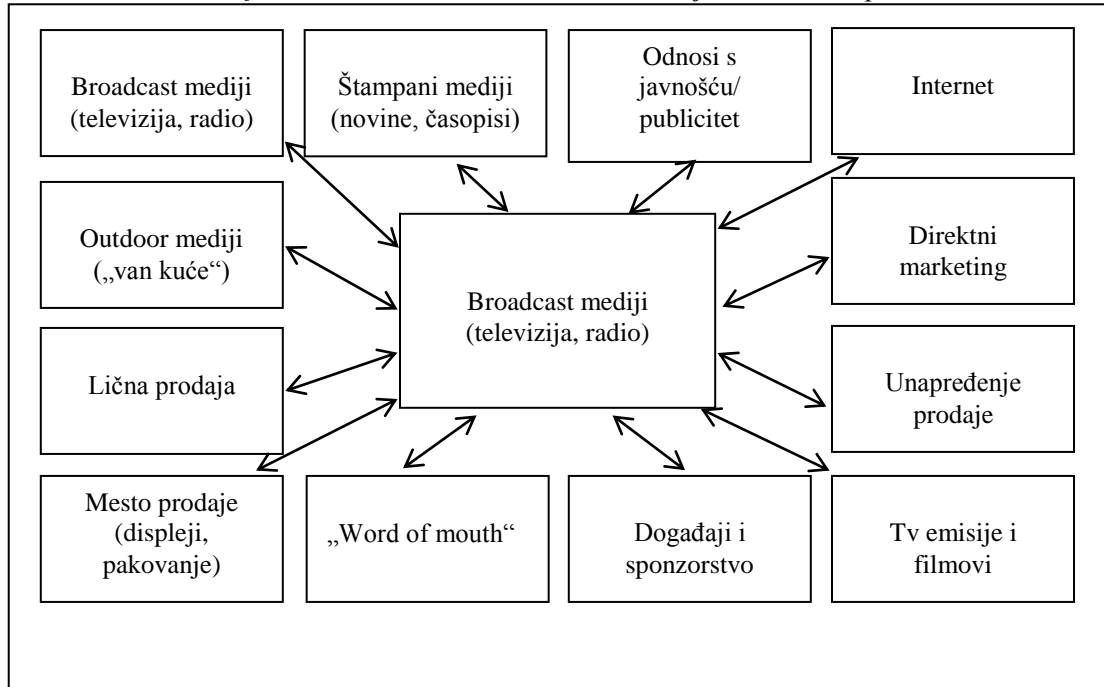 Broadcast mediji
(televizija, radio)
Štampani mediji
(novine, časopisi)
Odnosi s
javnošću/
publicitet
Internet
Outdoor mediji
(„van kuće“)
Direktni
marketing
Broadcast mediji
(televizija, radio)
Lična prodaja
Unapređenje
prodaje
Mesto prodaje
(displeji,
pakovanje)
„Word of mouth“
Događaji i
sponzorstvo
Tv emisije i
filmovi